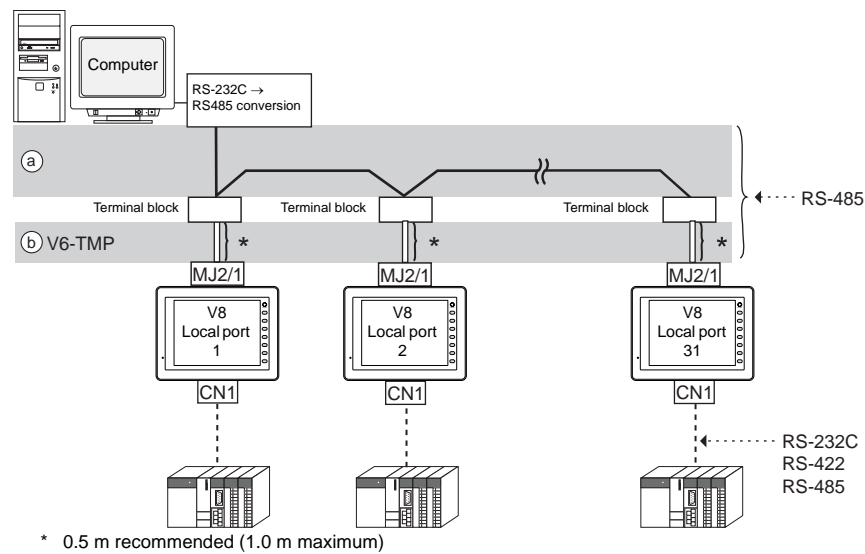 Computer
RS-232C →
RS485 conversion
ⓐ
RS-485
Terminal block
Terminal block
Terminal block
ⓑ V6-TMP
*
*
*
MJ2/1
MJ2/1
MJ2/1
V8
Local port
1
V8
Local port
2
V8
Local port
31
CN1
CN1
CN1
RS-232C
RS-422
RS-485
* 0.5 m recommended (1.0 m maximum)